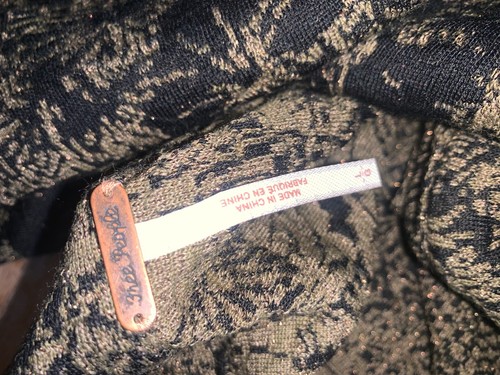 Free People
MADE IN CHINA
FABRIQUÉ EN CHINE